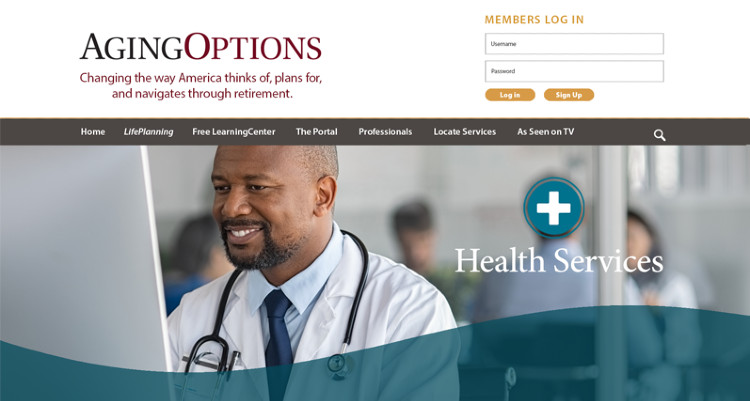 MEMBERS LOG IN
AGINGOPTIONS
Username
Changing the way America thinks of, plans for,
and navigates through retirement.
Password
Log in Sign Up
Home LifePlanning Free LearningCenter The Portal Professionals Locate Services As Seen on TV
Health Services